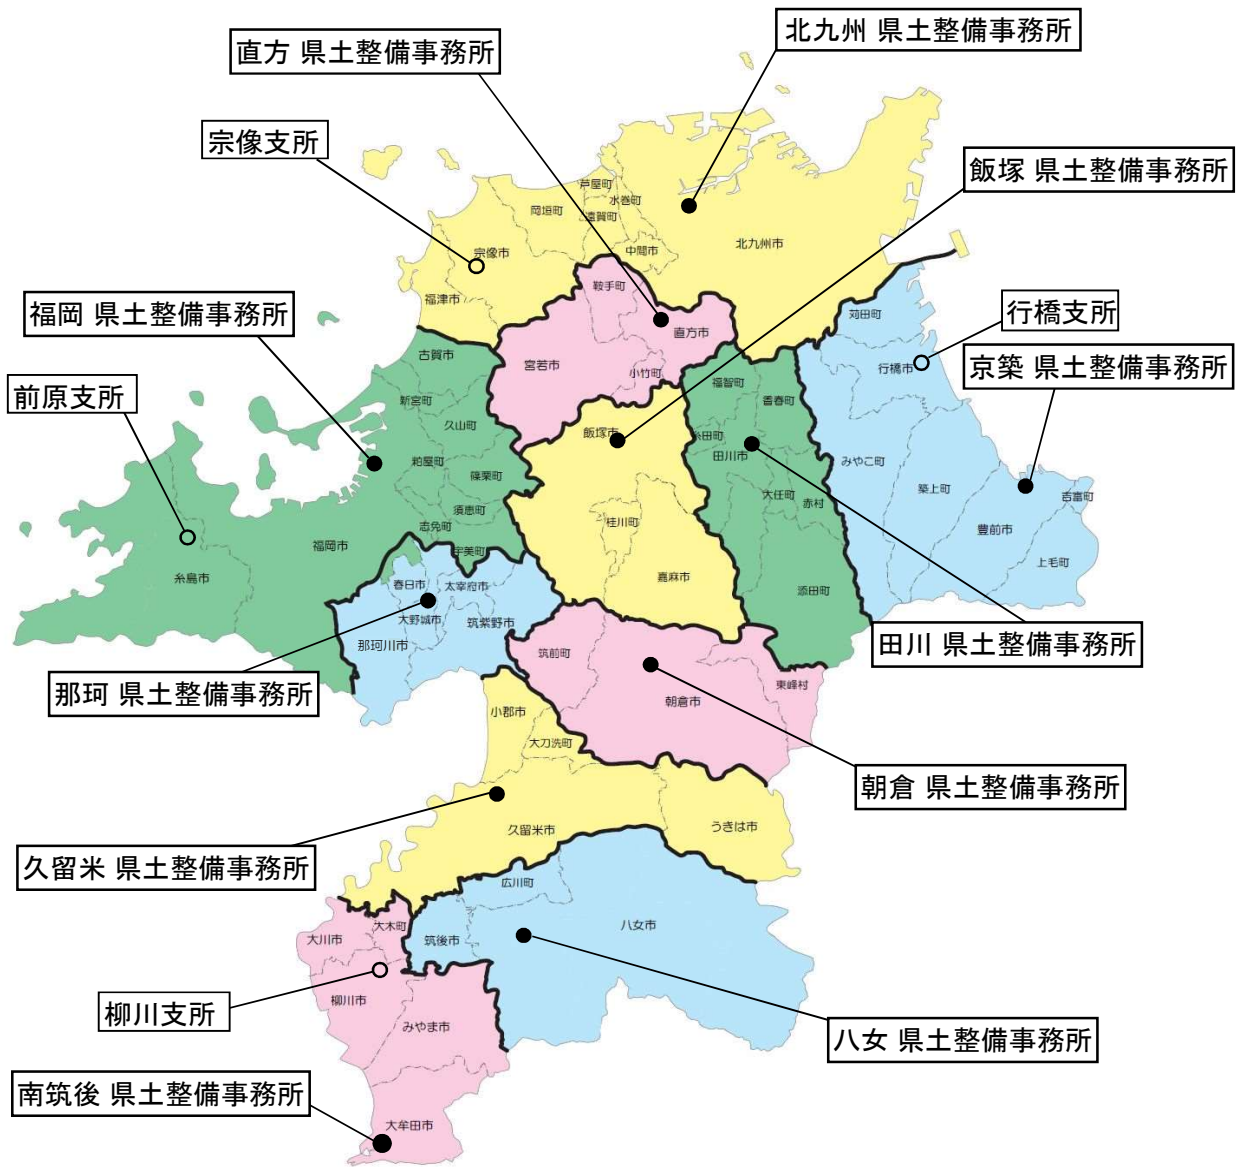 北九州 県土整備事務所
直方 県土整備事務所
宗像支所
飯塚 県土整備事務所
福岡 県土整備事務所
行橋支所
京築 県土整備事務所
前原支所
芦屋町
水巻町
岡垣町
遠賀町
北九州市
中間市
宗像市
福津市
鞍手町
直方市
宮若市
小竹町
苅田町
行橋市
古賀市
新宮町
久山町
粕屋町
篠栗町
須恵町
志免町
宇美町
福岡市
糸島市
福智町
香春町
糸田町
田川市
大任町
赤村
添田町
飯塚市
桂川町
嘉麻市
みやこ町
築上町
豊前市
吉富町
上毛町
春日市
太宰府市
大野城市
筑紫野市
那珂川市
田川 県土整備事務所
那珂 県土整備事務所
筑前町
朝倉市
東峰村
小郡市
大刀洗町
朝倉 県土整備事務所
久留米市
うきは市
久留米 県土整備事務所
広川町
八女市
筑後市
大木町
大川市
柳川市
みやま市
柳川支所
八女 県土整備事務所
南筑後 県土整備事務所
大牟田市